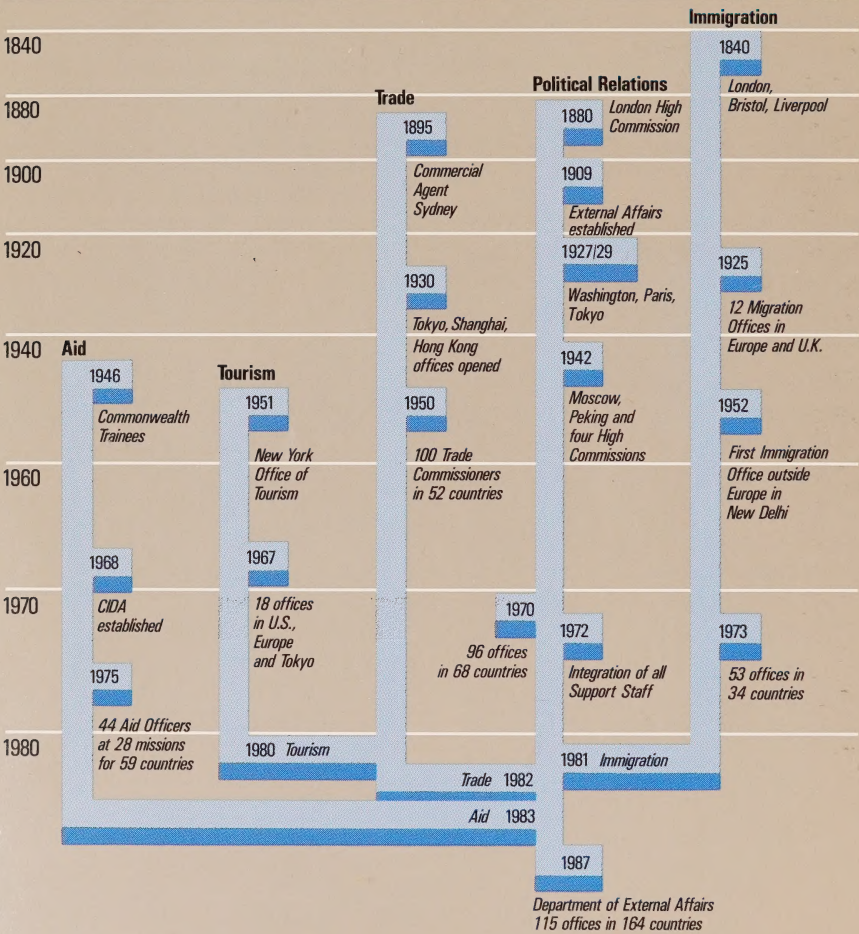 Immigration
1840
1840
London,
Bristol, Liverpool
Political Relations
Trade
1880
1880
London High
Commission
1895
Commercial
Agent
Sydney
1900
1909
External Affairs
established
1920
1927/29
Washington, Paris,
Tokyo
1925
12 Migration
Offices in
Europe and U.K.
1930
Tokyo, Shanghai,
Hong Kong
offices opened
1940
Aid
1946
Commonwealth
Trainees
Tourism
1951
New York
Office of
Tourism
1950
100 Trade
Commissioners
in 52 countries
1942
Moscow,
Peking and
four High
Commissions
1952
First Immigration
Office outside
Europe in
New Delhi
1960
1968
CIDA
established
1967
18 offices
in U.S.,
Europe
and Tokyo
1970
1970
96 offices
in 68 countries
1972
Integration of all
Support Staff
1973
53 offices in
34 countries
1975
44 Aid Officers
at 28 missions
for 59 countries
1980
1980 Tourism
1981 Immigration
Trade 1982
Aid 1983
1987
Department of External Affairs
115 offices in 164 countries